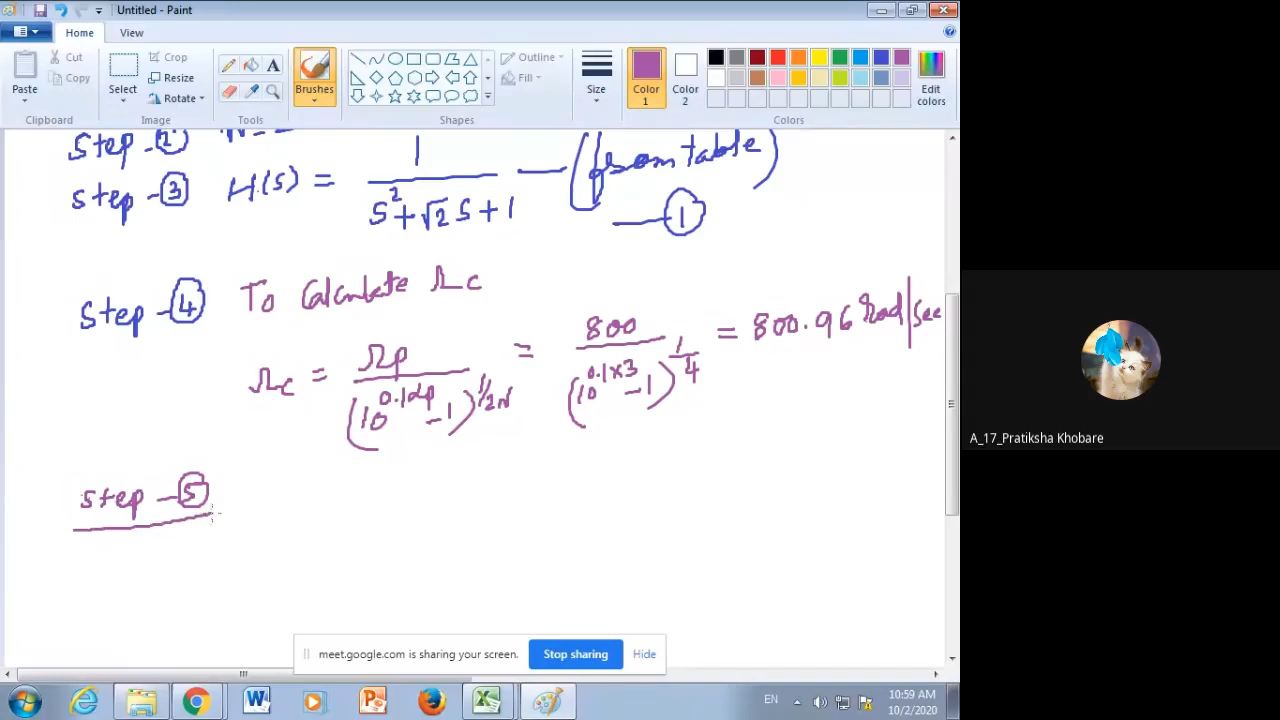 Untitled - Paint
Home View
Paste Cut Copy Select Crop Resize Rotate A Brushes Outline Fill Size Color 1 Color 2 Edit colors
Clipboard Image Tools Shapes Colors
Step - 2
Step - 3 H(s) = 1 / (s² + √2 s + 1) — (from table) — 1
Step - 4 To Calculate Ωc
Ωc = Ωp / (10^0.1αp - 1)^1/2N = 800 / (10^0.1x3 - 1)^1/4 = 800.96 Rad/sec
Step - 5
A_17_Pratiksha Khobare
meet.google.com is sharing your screen. Stop sharing Hide
EN 10:59 AM
10/2/2020